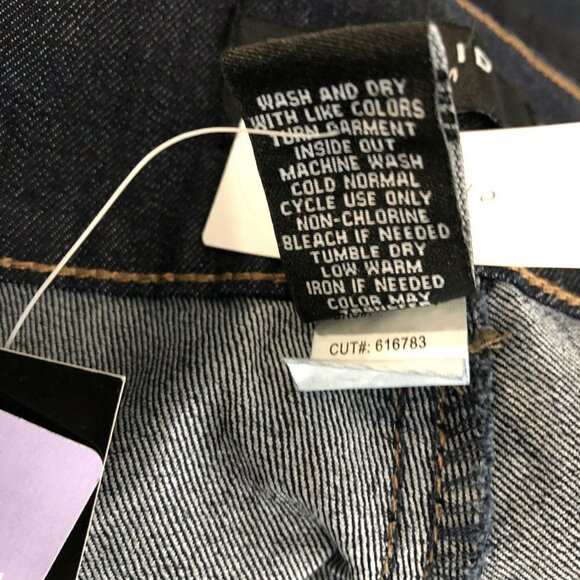 WASH AND DRY
WITH LIKE COLORS
TURN GARMENT
INSIDE OUT
MACHINE WASH
COLD NORMAL
CYCLE USE ONLY
NON-CHLORINE
BLEACH IF NEEDED
TUMBLE DRY
LOW WARM
IRON IF NEEDED
COLOR MAY
CUT#: 616783